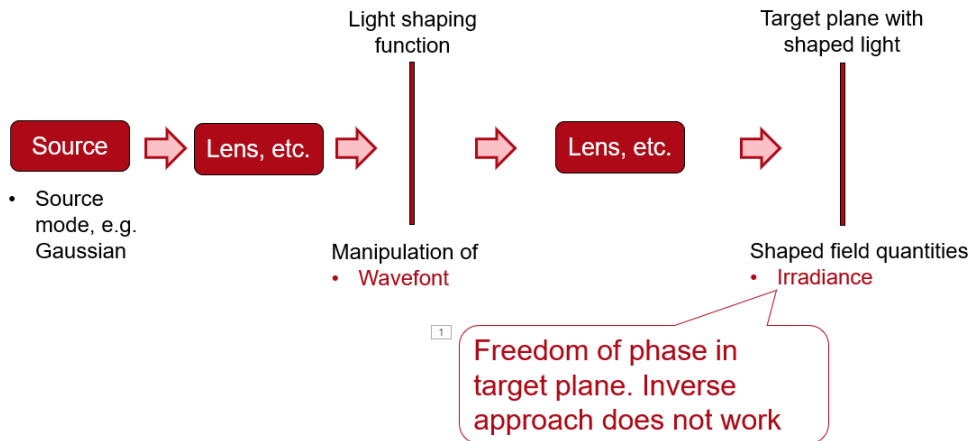 Light shaping
function
Target plane with
shaped light
Source
Lens, etc.
Lens, etc.
• Source
mode, e.g.
Gaussian
Manipulation of
• Wavefont
Shaped field quantities
• Irradiance
1
Freedom of phase in
target plane. Inverse
approach does not work